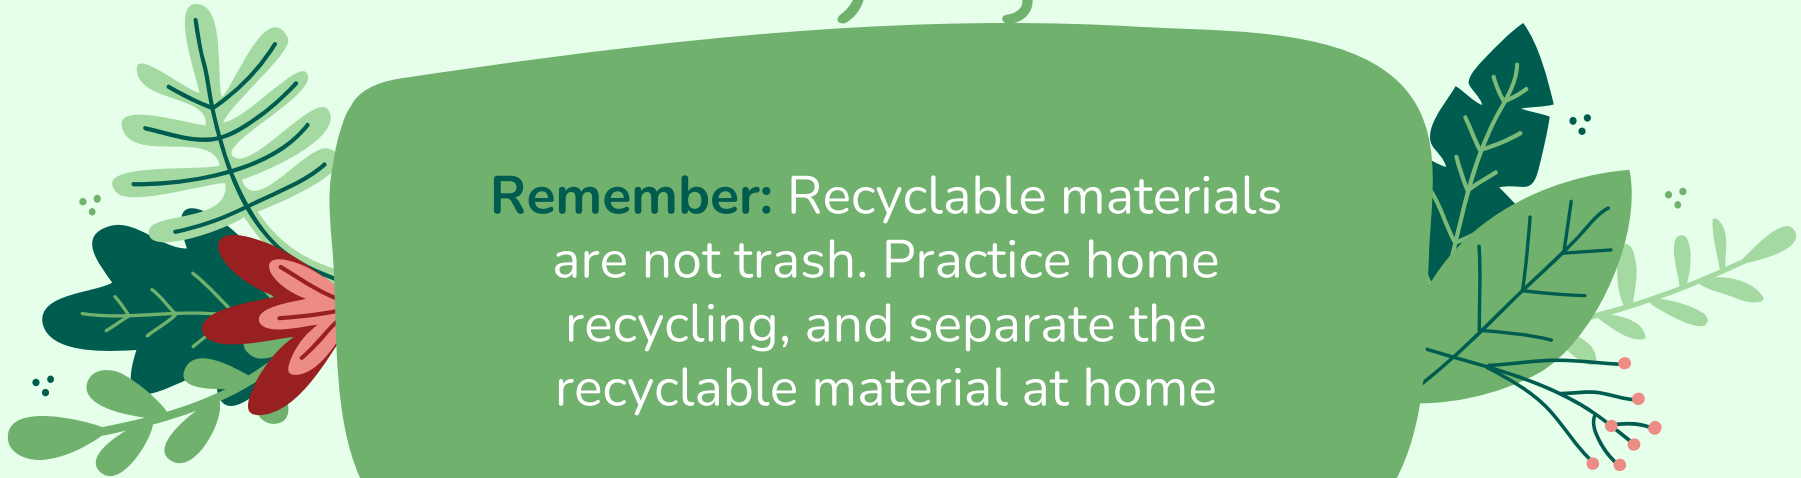 Remember: Recyclable materials
are not trash. Practice home
recycling, and separate the
recyclable material at home